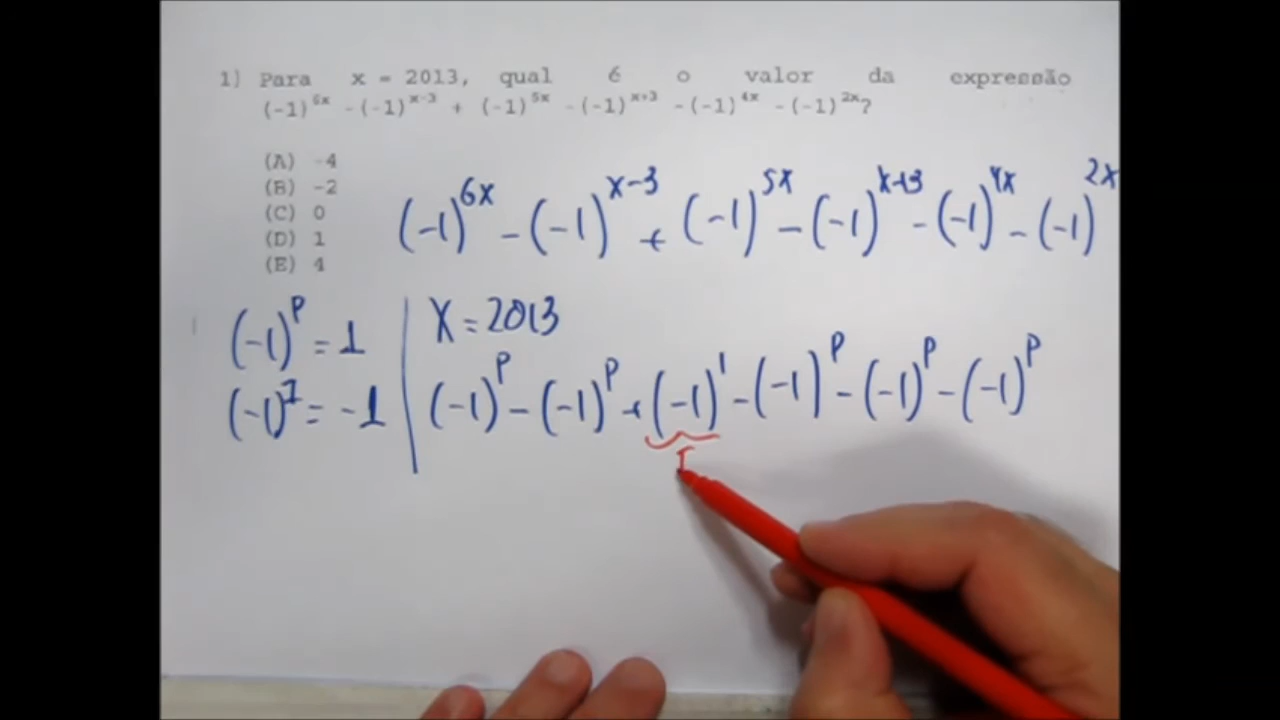 1) Para x = 2013, qual é o valor da expressão
(-1)^6x - (-1)^x-3 + (-1)^5x - (-1)^x+3 - (-1)^4x - (-1)^2x?
(A) -4
(B) -2
(C) 0
(D) 1
(E) 4
(-1)^6x - (-1)^x-3 + (-1)^5x - (-1)^x+3 - (-1)^4x - (-1)^2x
(-1)^P = 1
(-1)^I = -1
X = 2013
(-1)^P - (-1)^P + (-1)^I - (-1)^P - (-1)^P - (-1)^P
I